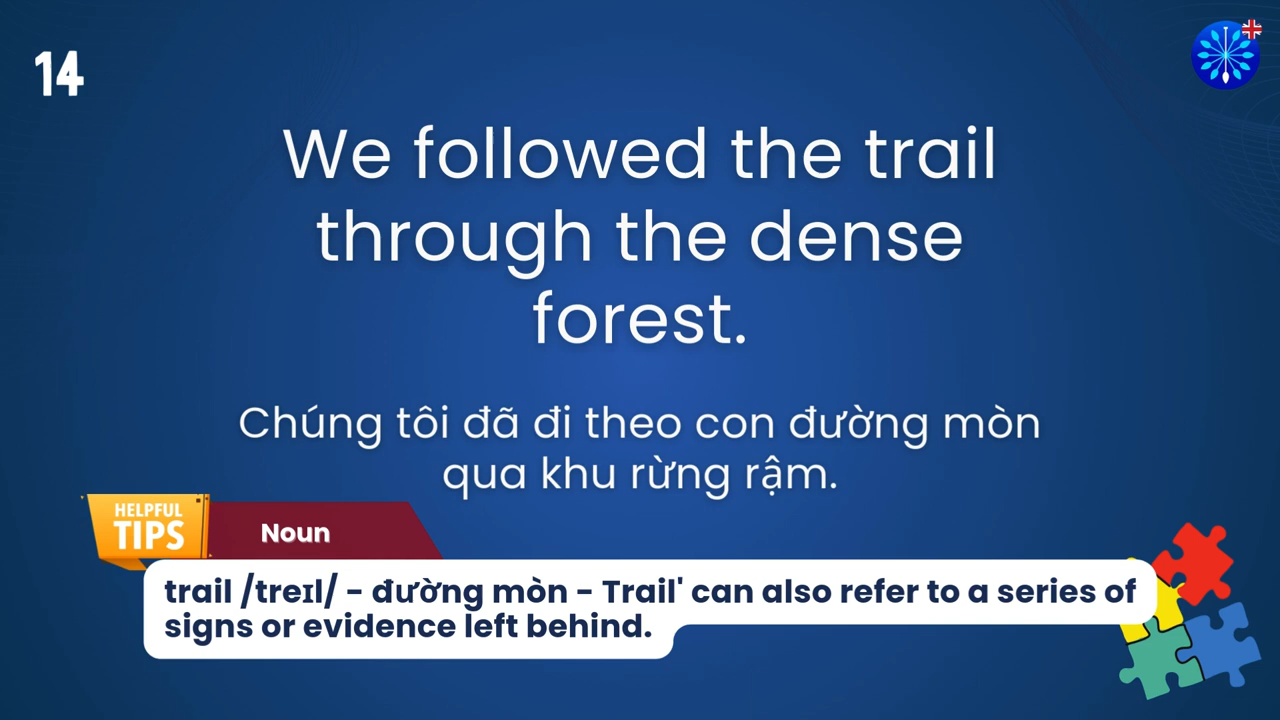 14
We followed the trail
through the dense
forest.
Chúng tôi đã đi theo con đường mòn
qua khu rừng rậm.
HELPFUL
TIPS
Noun
trail /treɪl/ - đường mòn - Trail' can also refer to a series of
signs or evidence left behind.